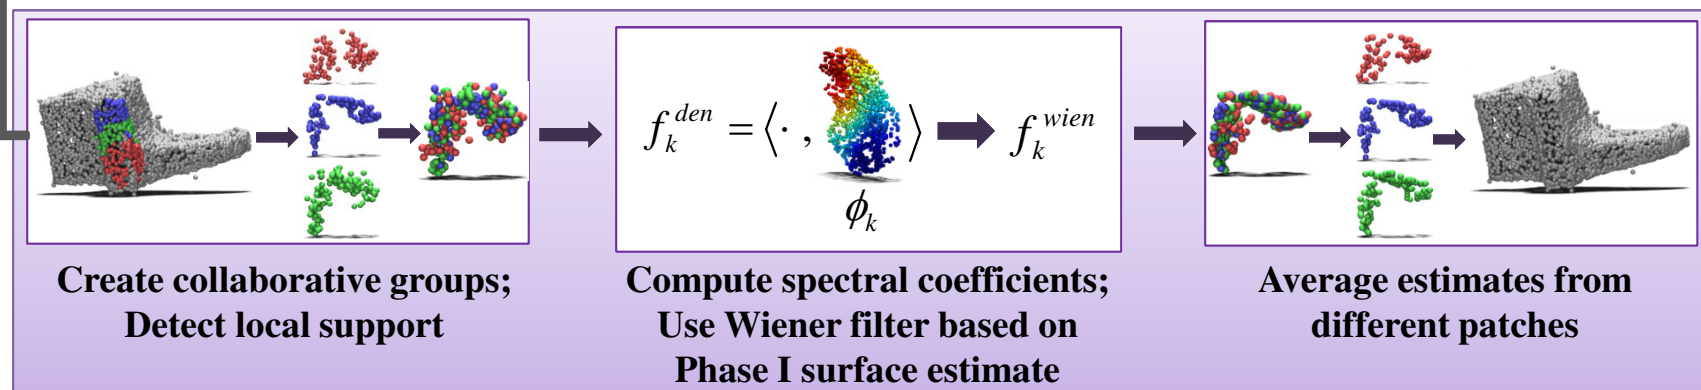 f_k^{den} = ⟨· , ⟩ f_k^{wien}
ϕ_k
Create collaborative groups;
Detect local support
Compute spectral coefficients;
Use Wiener filter based on
Phase I surface estimate
Average estimates from
different patches